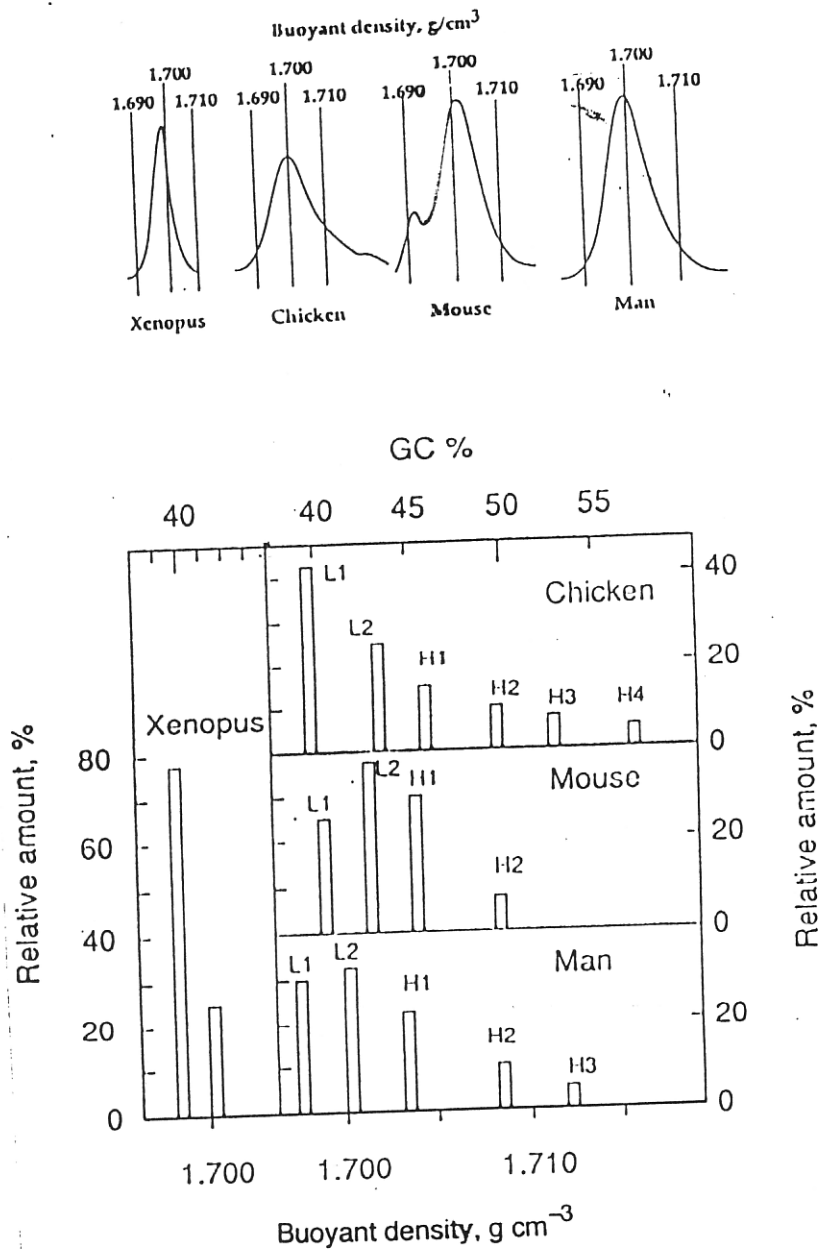 Buoyant density, g/cm3
1.700 1.700 1.700 1.700
1.690 1.710 1.690 1.710 1.690 1.710 1.690 1.710
Xenopus Chicken Mouse Man
GC %
40 40 45 50 55
L1 Chicken 40
L2
H1 20
H2 H3 H4
Xenopus 0
80 L2 Mouse
L1 H1
20
60 H2
0
Relative amount, %
Relative amount, %
40 L1 L2 Man
H1
20 H2 20
H3
0 0
1.700 1.700 1.710
Buoyant density, g cm−3